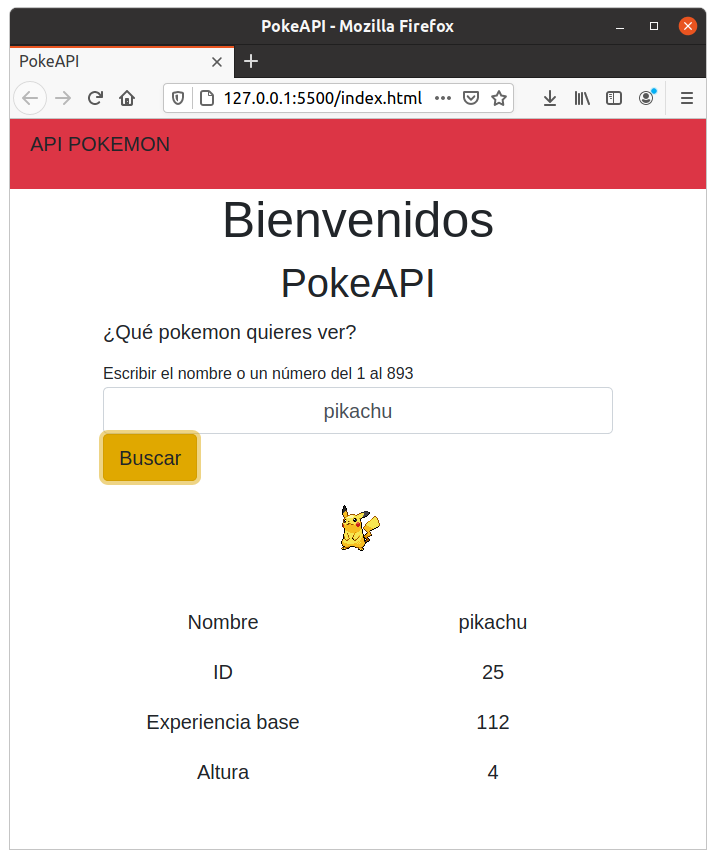 PokeAPI - Mozilla Firefox
PokeAPI
127.0.0.1:5500/index.html
API POKEMON
Bienvenidos
PokeAPI
¿Qué pokemon quieres ver?
Escribir el nombre o un número del 1 al 893
pikachu
Buscar
Nombre pikachu
ID 25
Experiencia base 112
Altura 4